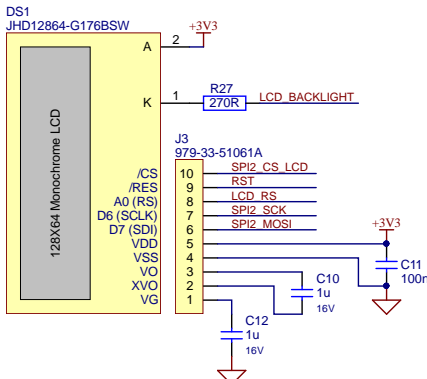 DS1
JHD12864-G176BSW
+3V3
A 2
R27
K 1 270R LCD_BACKLIGHT
128X64 Monochrome LCD
J3
979-33-51061A
/CS 10 SPI2_CS_LCD
/RES 9 RST
A0 (RS) 8 LCD_RS
D6 (SCLK) 7 SPI2_SCK
D7 (SDI) 6 SPI2_MOSI
+3V3
VDD 5
VSS 4
VO 3
XVO 2
VG 1
C10
1u
16V
C11
100n
C12
1u
16V